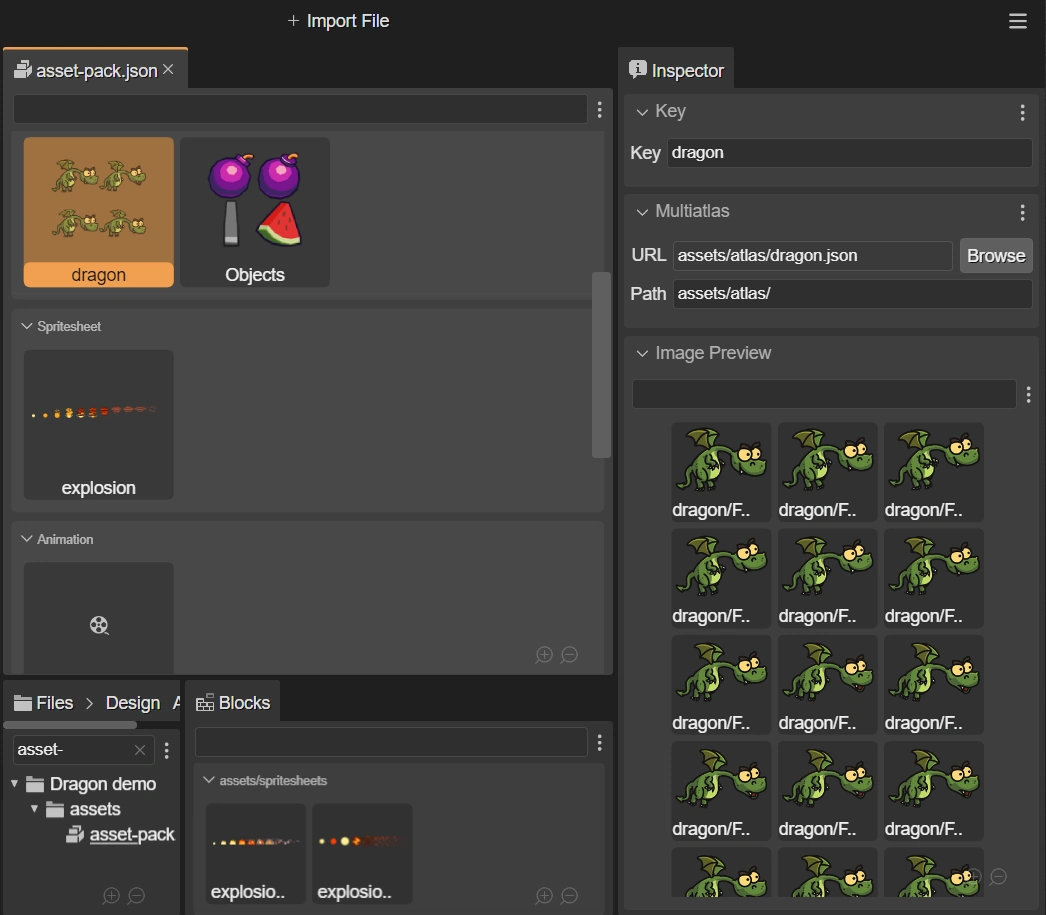 + Import File
asset-pack.json
dragon
Objects
Spritesheet
explosion
Animation
Files > Design
Blocks
asset-
Dragon demo
assets
asset-pack
assets/spritesheets
explosio..
explosio..
Inspector
Key
Key dragon
Multiatlas
URL assets/atlas/dragon.json Browse
Path assets/atlas/
Image Preview
dragon/F..
dragon/F..
dragon/F..
dragon/F..
dragon/F..
dragon/F..
dragon/F..
dragon/F..
dragon/F..
dragon/F..
dragon/F..
dragon/F..